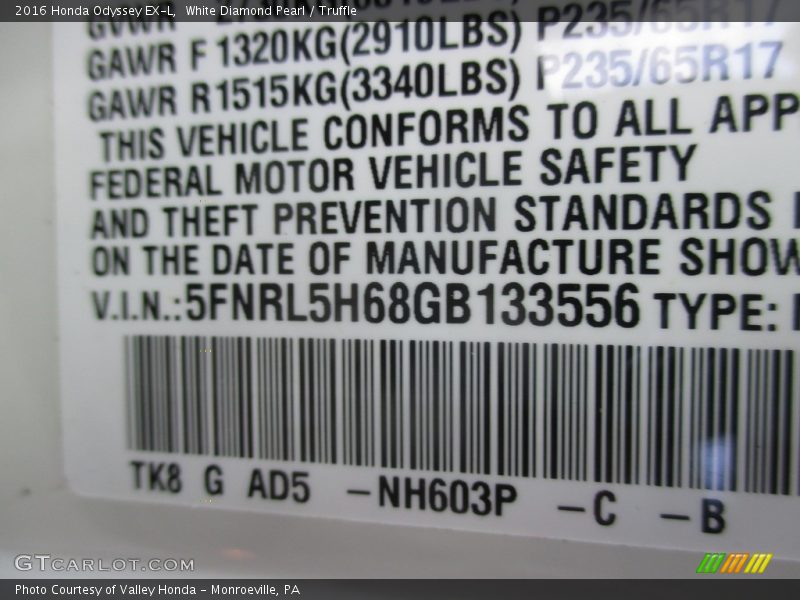 2016 Honda Odyssey EX-L, White Diamond Pearl / Truffle
GVWR
GAWR F 1320KG(2910LBS) P235/65R17
GAWR R 1515KG(3340LBS) P235/65R17
THIS VEHICLE CONFORMS TO ALL APP
FEDERAL MOTOR VEHICLE SAFETY
AND THEFT PREVENTION STANDARDS
ON THE DATE OF MANUFACTURE SHOW
V.I.N.:5FNRL5H68GB133556 TYPE:
TK8 G AD5 -NH603P -C -B
GTCARLOT.COM
Photo Courtesy of Valley Honda - Monroeville, PA